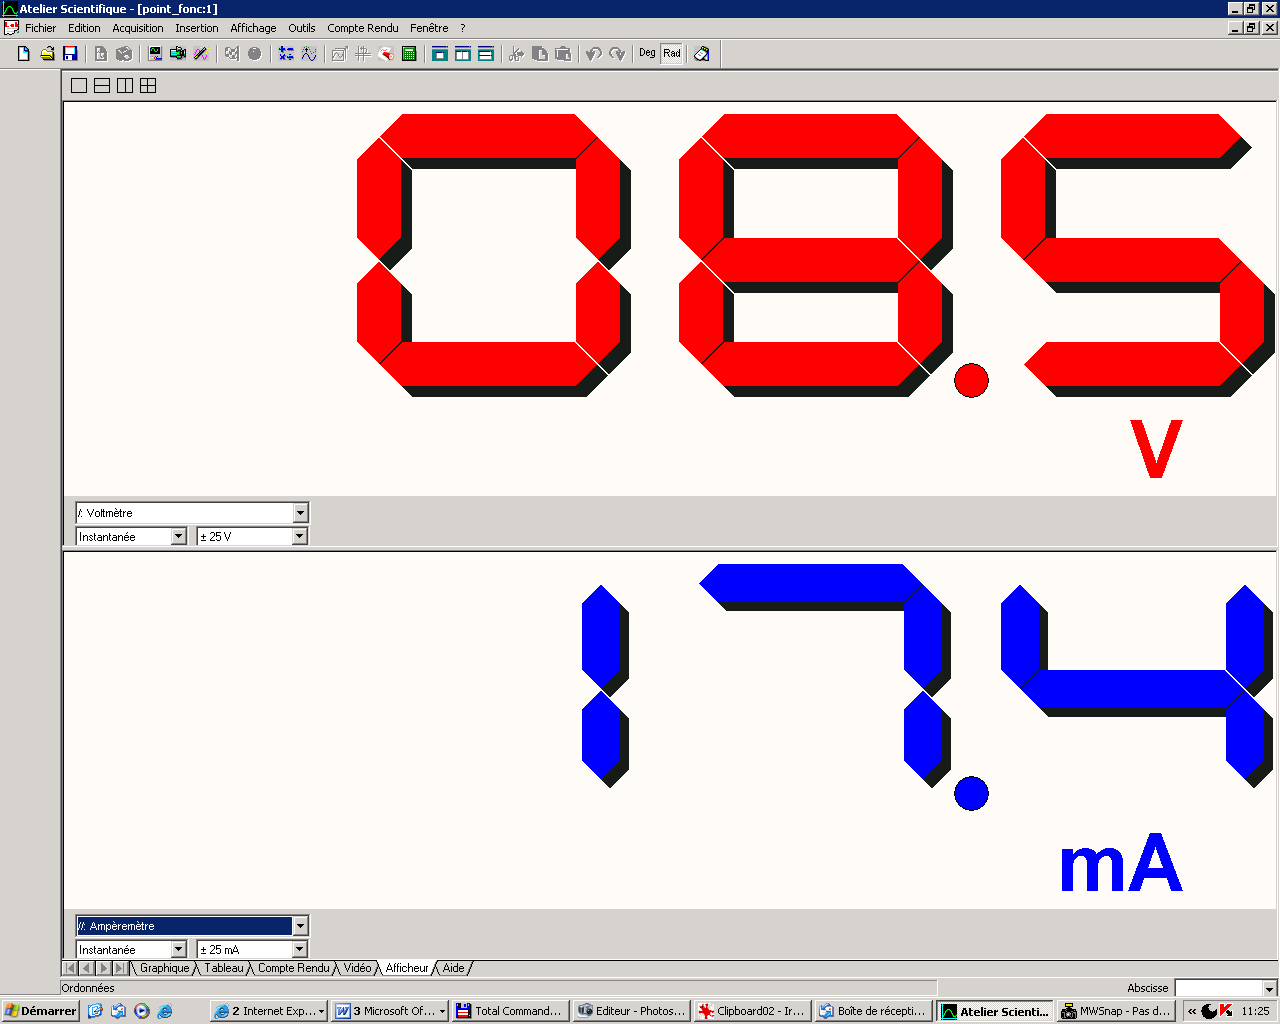 Atelier Scientifique - [point_fonc:1]
Fichier Edition Acquisition Insertion Affichage Outils Compte Rendu Fenêtre ?
Deg Rad
08.5
V
/: Voltmètre
Instantanée ± 25 V
17.4
mA
//: Ampèremètre
Instantanée ± 25 mA
Graphique Tableau Compte Rendu Vidéo Afficheur Aide
Ordonnées Abscisse
Démarrer 2 Internet Exp... 3 Microsoft Of... Total Command... Editeur - Photos... Clipboard02 - Ir... Boîte de récepti... Atelier Scienti... MWSnap - Pas d... « 11:25